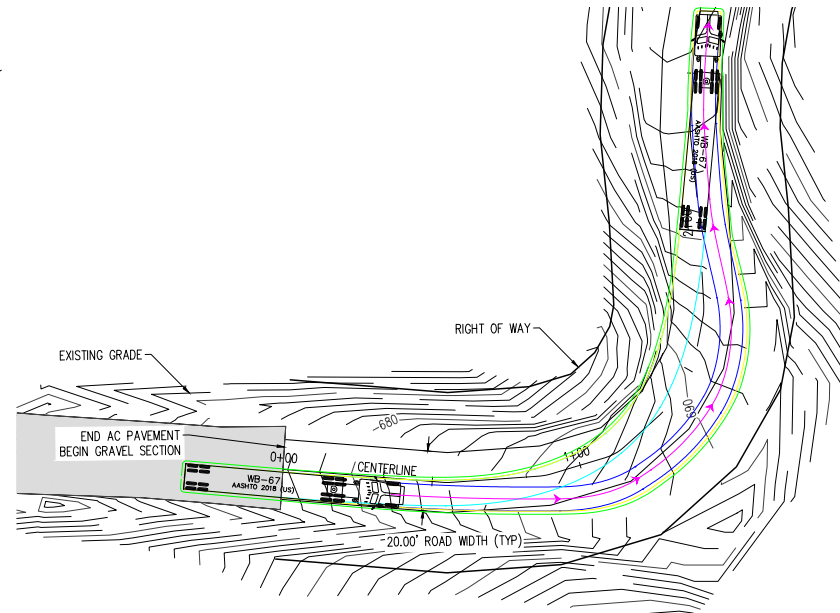 WB-67
AASHTO 2018 (US)
RIGHT OF WAY
EXISTING GRADE
680
690
END AC PAVEMENT
BEGIN GRAVEL SECTION
0+00
CENTERLINE
1+00
WB-67
AASHTO 2018 (US)
20.00' ROAD WIDTH (TYP)